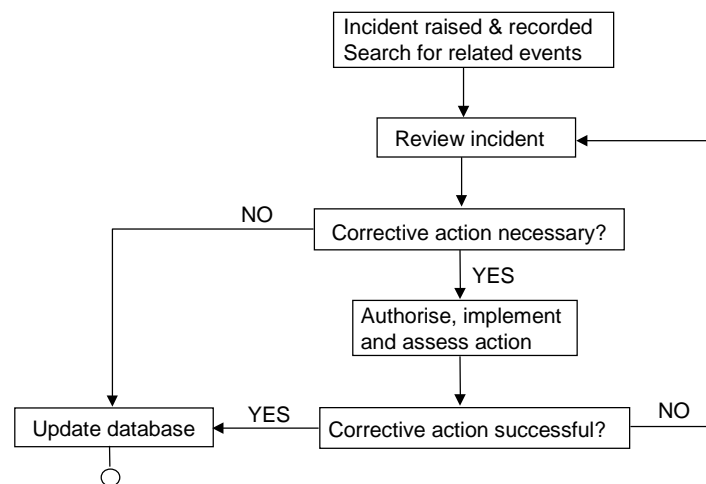 Incident raised & recorded
Search for related events
Review incident
NO
Corrective action necessary?
YES
Authorise, implement
and assess action
Update database
YES
Corrective action successful?
NO